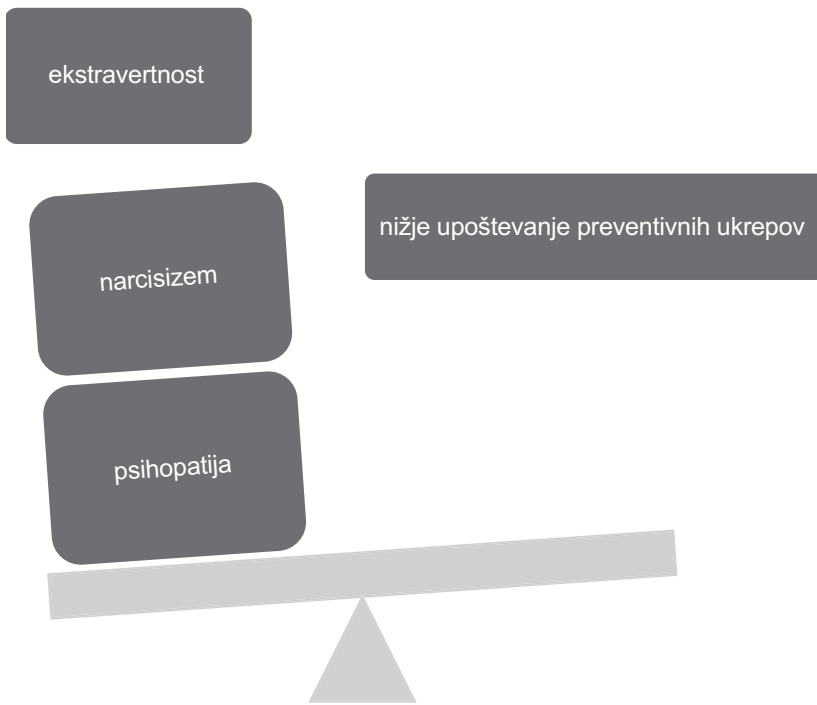 ekstravertnost
nižje upoštevanje preventivnih ukrepov
narcisizem
psihopatija